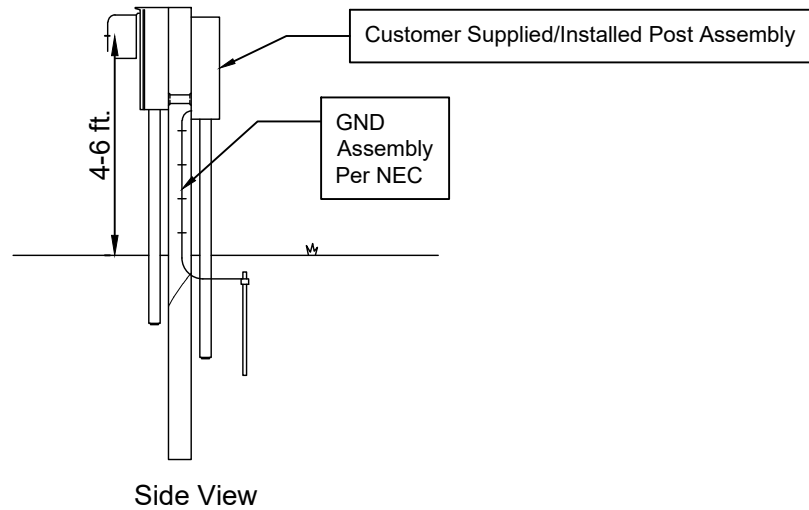 Customer Supplied/Installed Post Assembly
GND
Assembly
Per NEC
4-6 ft.
Side View